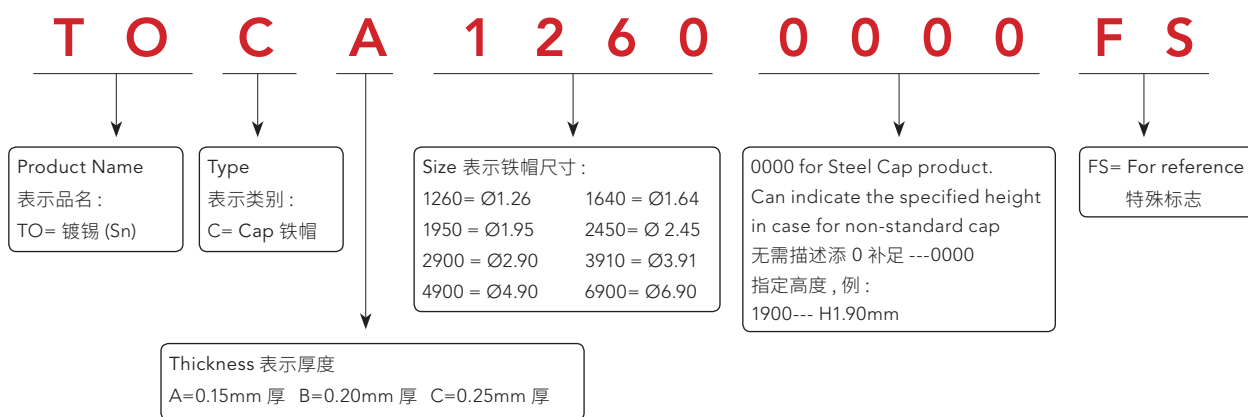 T O C A 1 2 6 0 0 0 0 0 F S
Product Name
表示品名 :
TO= 镀锡 (Sn)
Type
表示类别 :
C= Cap 铁帽
Size 表示铁帽尺寸 :
1260= Ø1.26 1640 = Ø1.64
1950 = Ø1.95 2450= Ø 2.45
2900 = Ø2.90 3910 = Ø3.91
4900 = Ø4.90 6900= Ø6.90
0000 for Steel Cap product.
Can indicate the specified height
in case for non-standard cap
无需描述添 0 补足 ---0000
指定高度 , 例 :
1900--- H1.90mm
FS= For reference
特殊标志
Thickness 表示厚度
A=0.15mm 厚 B=0.20mm 厚 C=0.25mm 厚